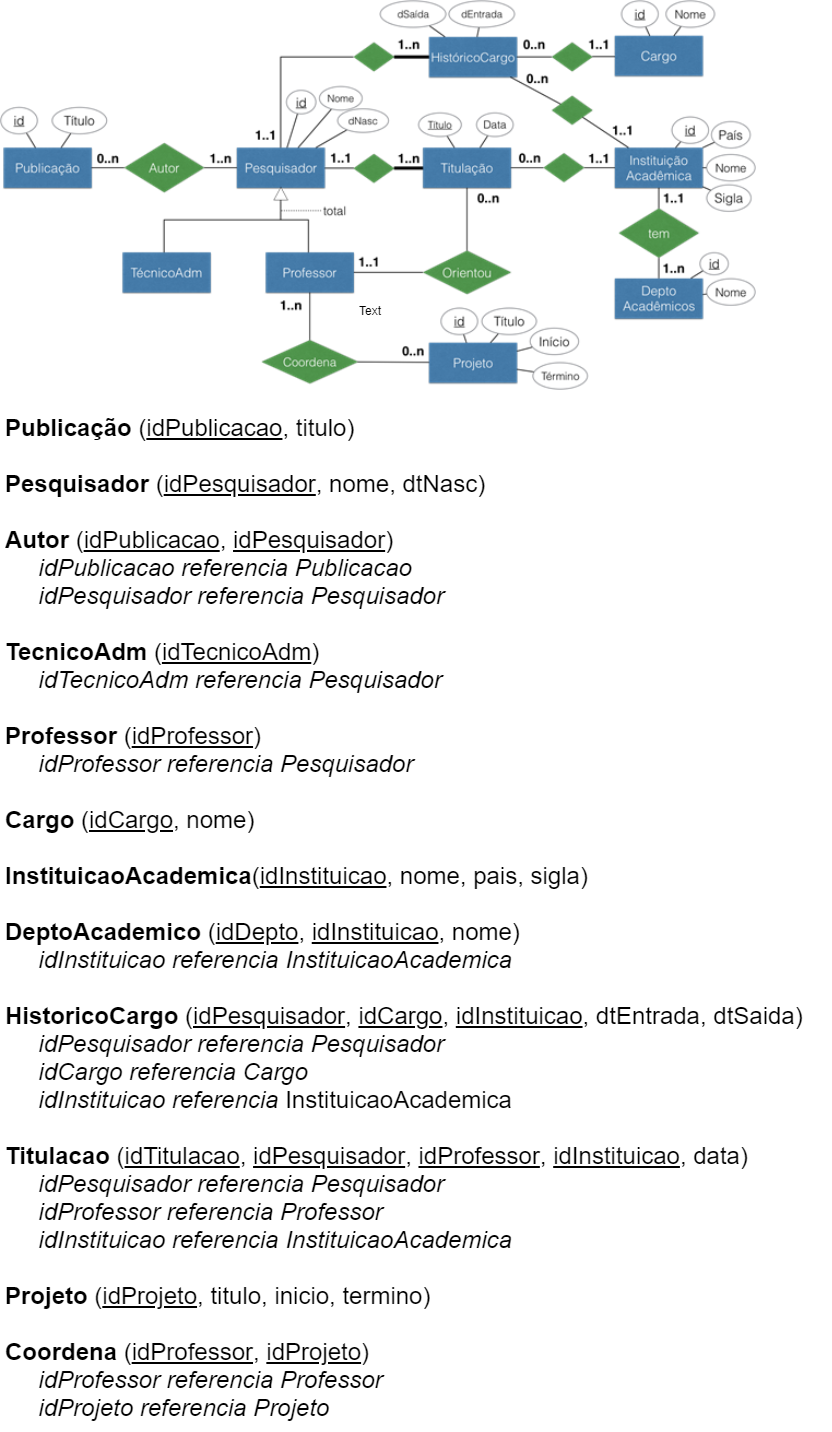 dSaída
dEntrada
id
Nome
1..n
HistóricoCargo
0..n
1..1
Cargo
0..n
1..1
id
Nome
dNasc
Título
Data
1..1
id
País
id
Título
Publicação
0..n
Autor
1..n
Pesquisador
1..1
1..n
Titulação
0..n
1..1
Instituição
Acadêmica
Nome
Sigla
total
0..n
1..1
tem
TécnicoAdm
Professor
1..1
Orientou
1..n
id
Depto
Acadêmicos
Nome
1..n
Text
id
Título
Início
Coordena
0..n
Projeto
Término
Publicação (idPublicacao, titulo)
Pesquisador (idPesquisador, nome, dtNasc)
Autor (idPublicacao, idPesquisador)
idPublicacao referencia Publicacao
idPesquisador referencia Pesquisador
TecnicoAdm (idTecnicoAdm)
idTecnicoAdm referencia Pesquisador
Professor (idProfessor)
idProfessor referencia Pesquisador
Cargo (idCargo, nome)
InstituicaoAcademica(idInstituicao, nome, pais, sigla)
DeptoAcademico (idDepto, idInstituicao, nome)
idInstituicao referencia InstituicaoAcademica
HistoricoCargo (idPesquisador, idCargo, idInstituicao, dtEntrada, dtSaida)
idPesquisador referencia Pesquisador
idCargo referencia Cargo
idInstituicao referencia InstituicaoAcademica
Titulacao (idTitulacao, idPesquisador, idProfessor, idInstituicao, data)
idPesquisador referencia Pesquisador
idProfessor referencia Professor
idInstituicao referencia InstituicaoAcademica
Projeto (idProjeto, titulo, inicio, termino)
Coordena (idProfessor, idProjeto)
idProfessor referencia Professor
idProjeto referencia Projeto